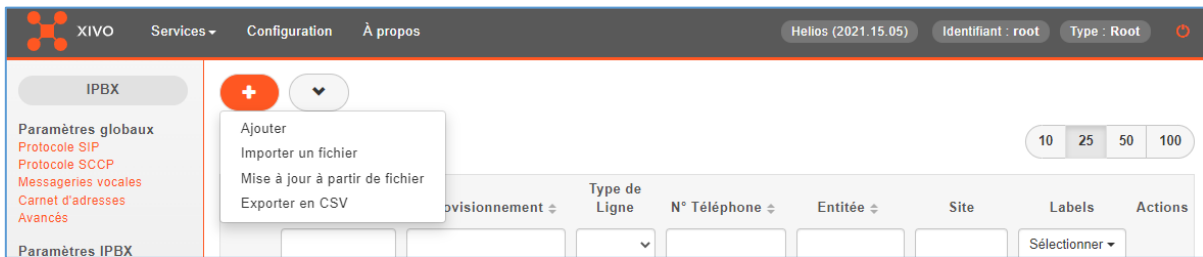 XIVO Services Configuration À propos Helios (2021.15.05) Identifiant : root Type : Root
IPBX
Paramètres globaux
Protocole SIP
Protocole SCCP
Messageries vocales
Carnet d'adresses
Avancés
Paramètres IPBX
Ajouter
Importer un fichier
Mise à jour à partir de fichier
Exporter en CSV
10 25 50 100
ovisionnement
Type de
Ligne
N° Téléphone
Entitée
Site
Labels
Actions
Sélectionner